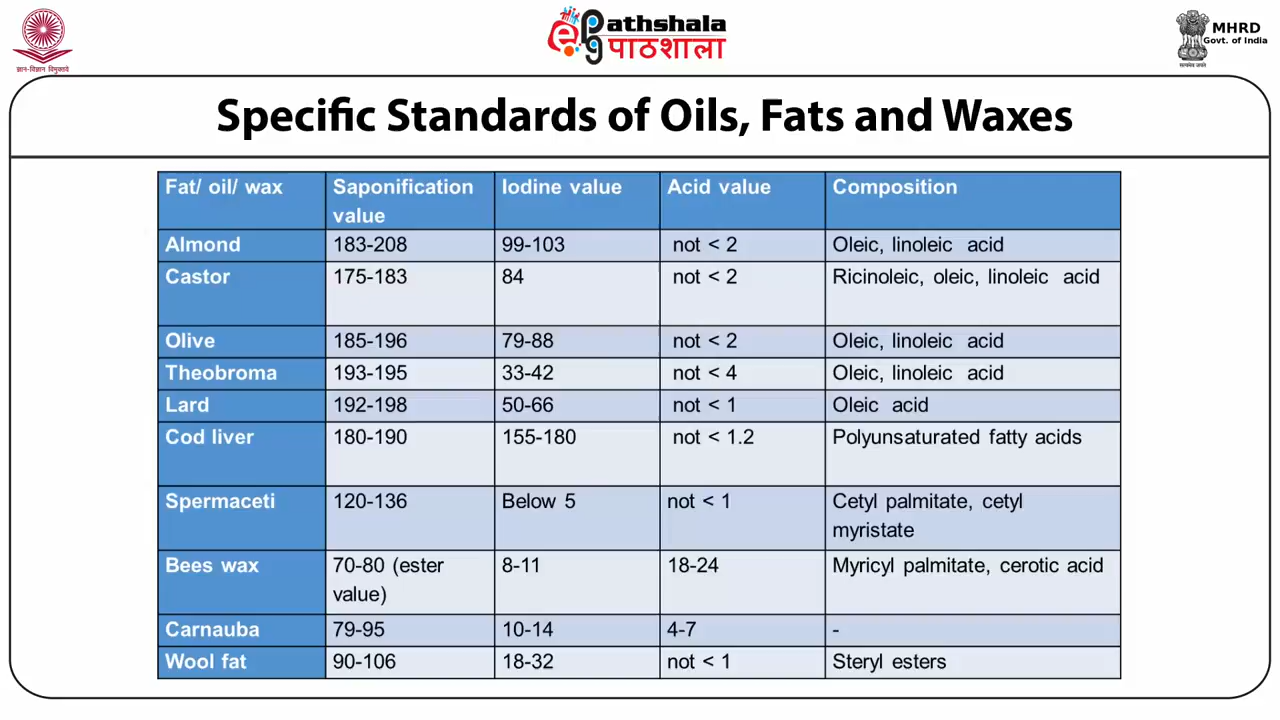 ज्ञान-विज्ञान विमुक्तये
e PG athshala
पाठशाला
सत्यमेव जयते
MHRD
Govt. of India
Specific Standards of Oils, Fats and Waxes
Fat/ oil/ wax Saponification value Iodine value Acid value Composition
Almond 183-208 99-103 not < 2 Oleic, linoleic acid
Castor 175-183 84 not < 2 Ricinoleic, oleic, linoleic acid
Olive 185-196 79-88 not < 2 Oleic, linoleic acid
Theobroma 193-195 33-42 not < 4 Oleic, linoleic acid
Lard 192-198 50-66 not < 1 Oleic acid
Cod liver 180-190 155-180 not < 1.2 Polyunsaturated fatty acids
Spermaceti 120-136 Below 5 not < 1 Cetyl palmitate, cetyl myristate
Bees wax 70-80 (ester value) 8-11 18-24 Myricyl palmitate, cerotic acid
Carnauba 79-95 10-14 4-7 -
Wool fat 90-106 18-32 not < 1 Steryl esters